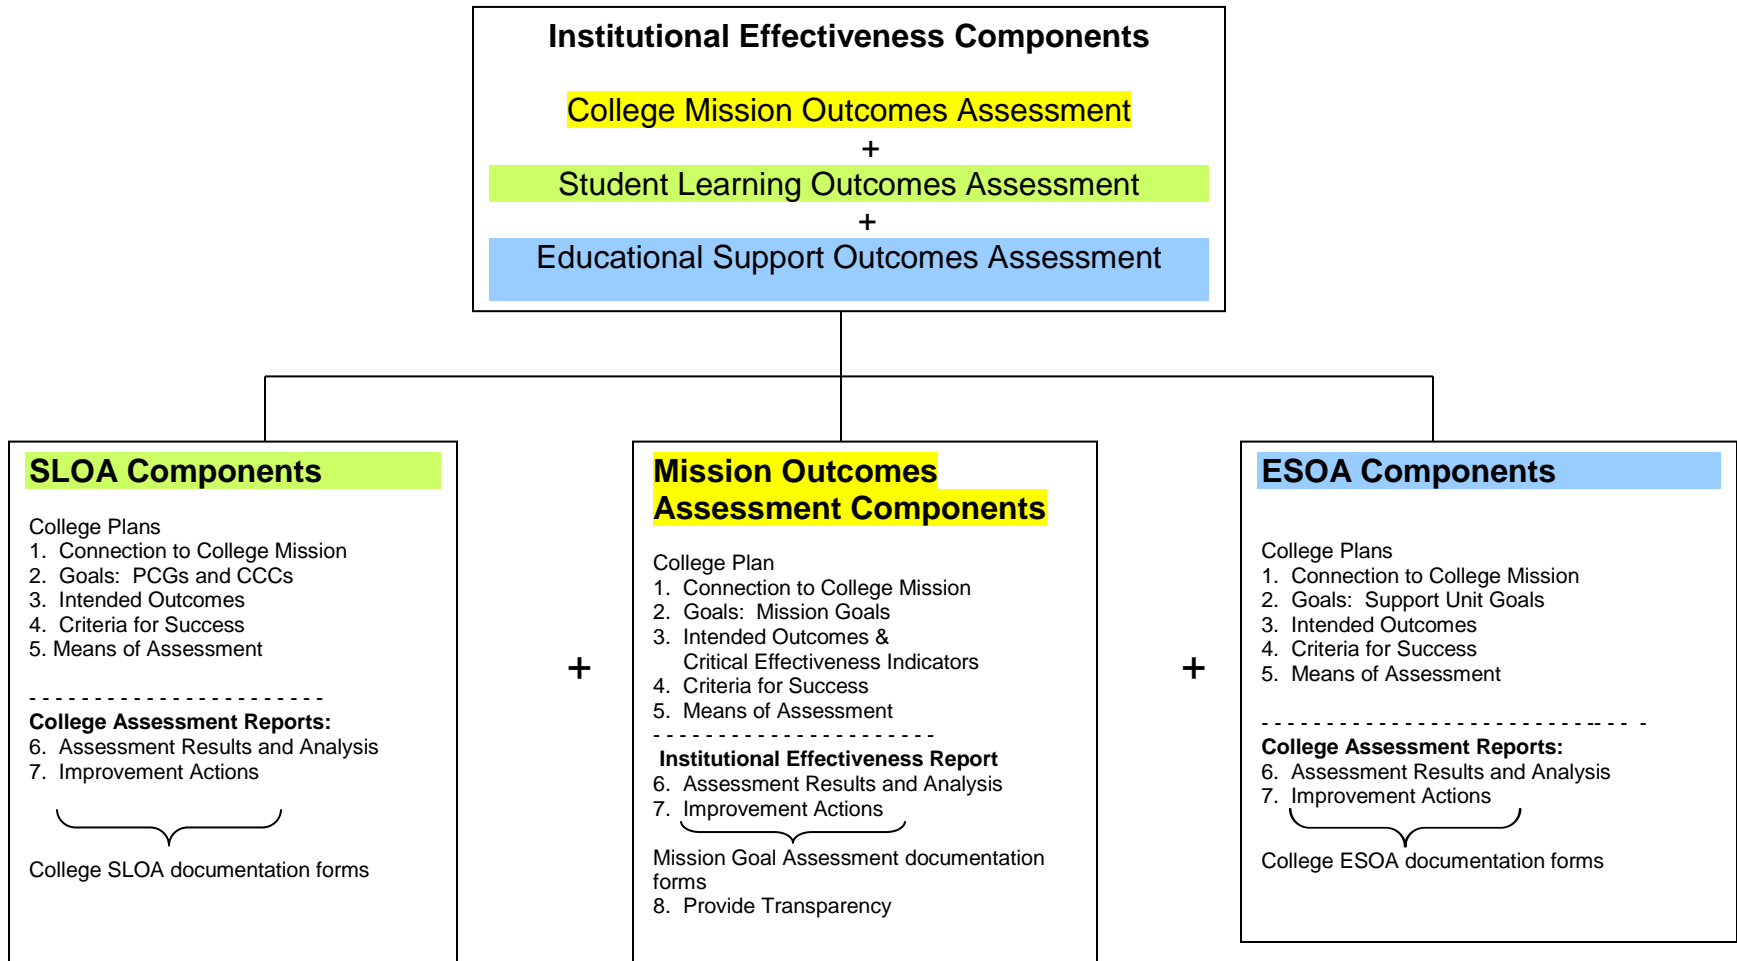 Institutional Effectiveness Components
College Mission Outcomes Assessment
+
Student Learning Outcomes Assessment
+
Educational Support Outcomes Assessment
SLOA Components
College Plans
1. Connection to College Mission
2. Goals: PCGs and CCCs
3. Intended Outcomes
4. Criteria for Success
5. Means of Assessment
- - - - - - - - - - - - - - - - - - - - - - -
College Assessment Reports:
6. Assessment Results and Analysis
7. Improvement Actions
College SLOA documentation forms
+
Mission Outcomes
Assessment Components
College Plan
1. Connection to College Mission
2. Goals: Mission Goals
3. Intended Outcomes &
Critical Effectiveness Indicators
4. Criteria for Success
5. Means of Assessment
- - - - - - - - - - - - - - - - - - - - - -
Institutional Effectiveness Report
6. Assessment Results and Analysis
7. Improvement Actions
Mission Goal Assessment documentation
forms
8. Provide Transparency
+
ESOA Components
College Plans
1. Connection to College Mission
2. Goals: Support Unit Goals
3. Intended Outcomes
4. Criteria for Success
5. Means of Assessment
- - - - - - - - - - - - - - - - - - - - - - - - - -- - - -
College Assessment Reports:
6. Assessment Results and Analysis
7. Improvement Actions
College ESOA documentation forms